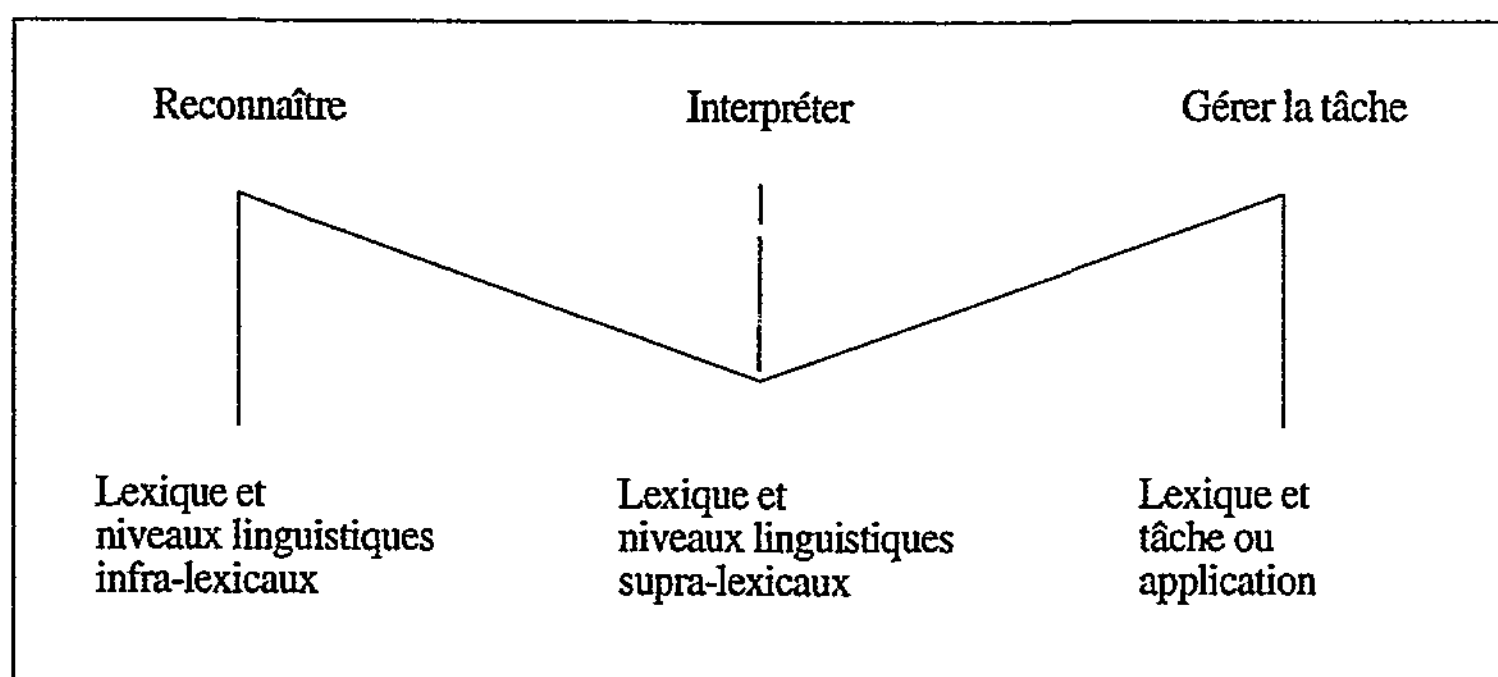 Reconnaître
Interpréter
Gérer la tâche
Lexique et
niveaux linguistiques
infra-lexicaux
Lexique et
niveaux linguistiques
supra-lexicaux
Lexique et
tâche ou
application